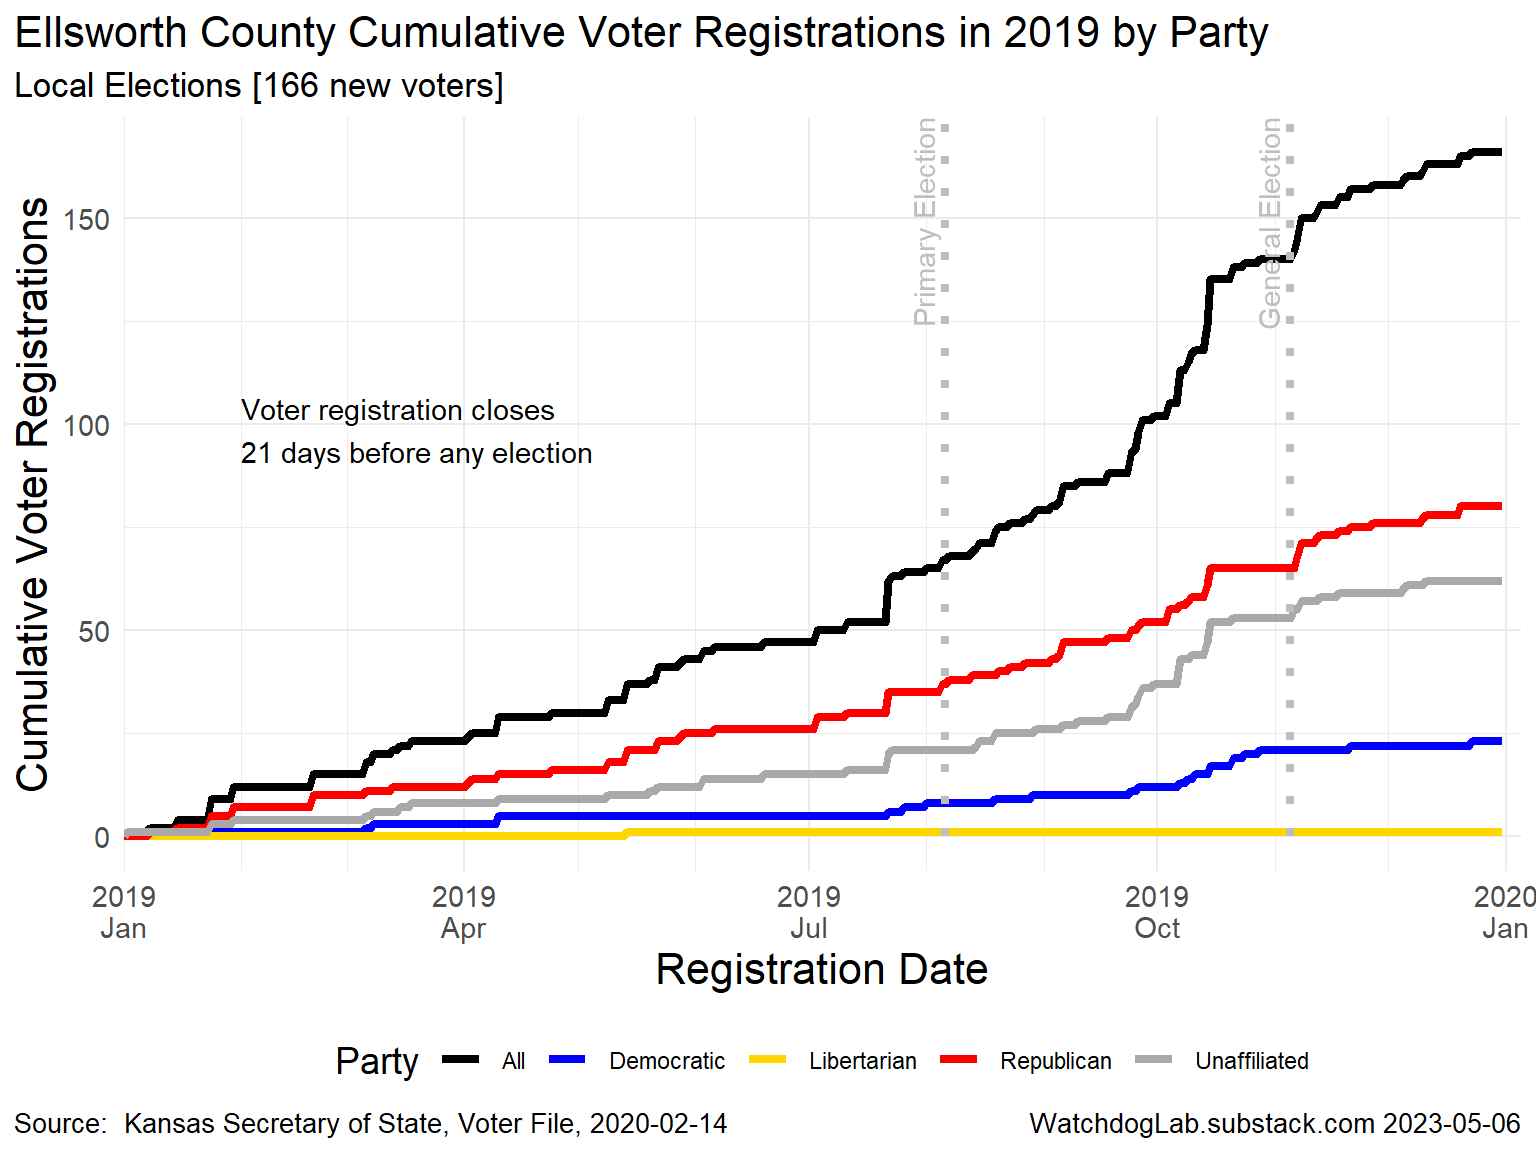 Ellsworth County Cumulative Voter Registrations in 2019 by Party
Local Elections [166 new voters]
Cumulative Voter Registrations
150
100
50
0
Primary Election
General Election
Voter registration closes
21 days before any election
2019 2019 2019 2019 2020
Jan Apr Jul Oct Jan
Registration Date
Party All Democratic Libertarian Republican Unaffiliated
Source:  Kansas Secretary of State, Voter File, 2020-02-14
WatchdogLab.substack.com 2023-05-06